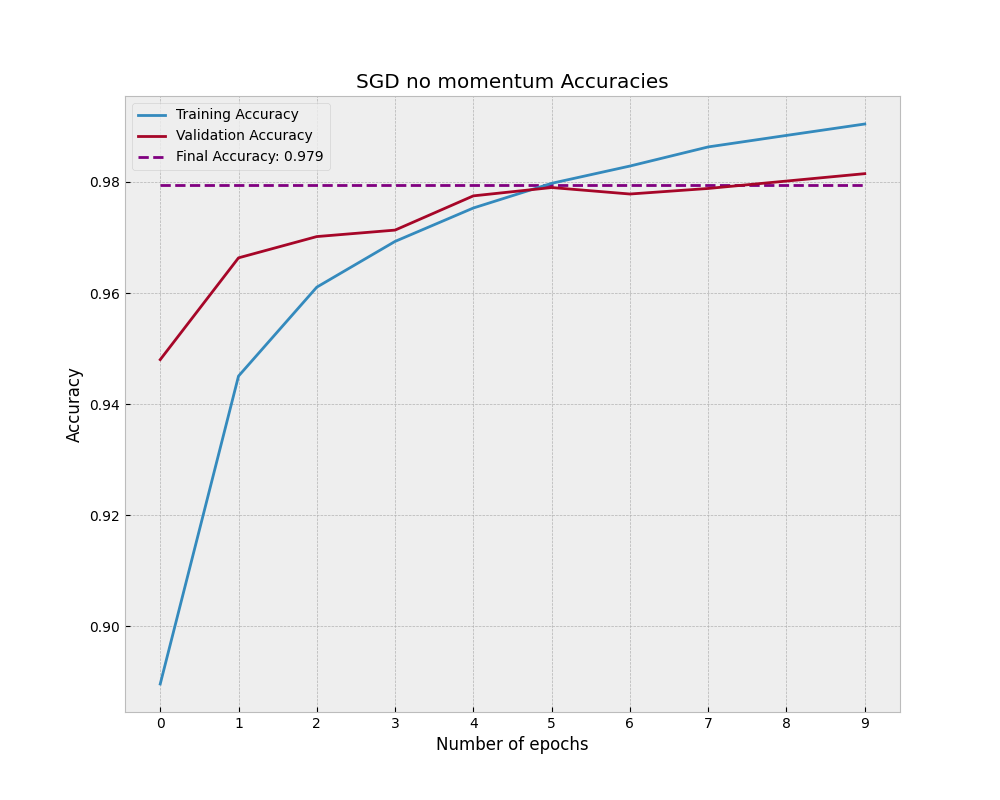 SGD no momentum Accuracies
Training Accuracy
Validation Accuracy
Final Accuracy: 0.979
0.98
0.96
0.94
0.92
0.90
Accuracy
0 1 2 3 4 5 6 7 8 9
Number of epochs